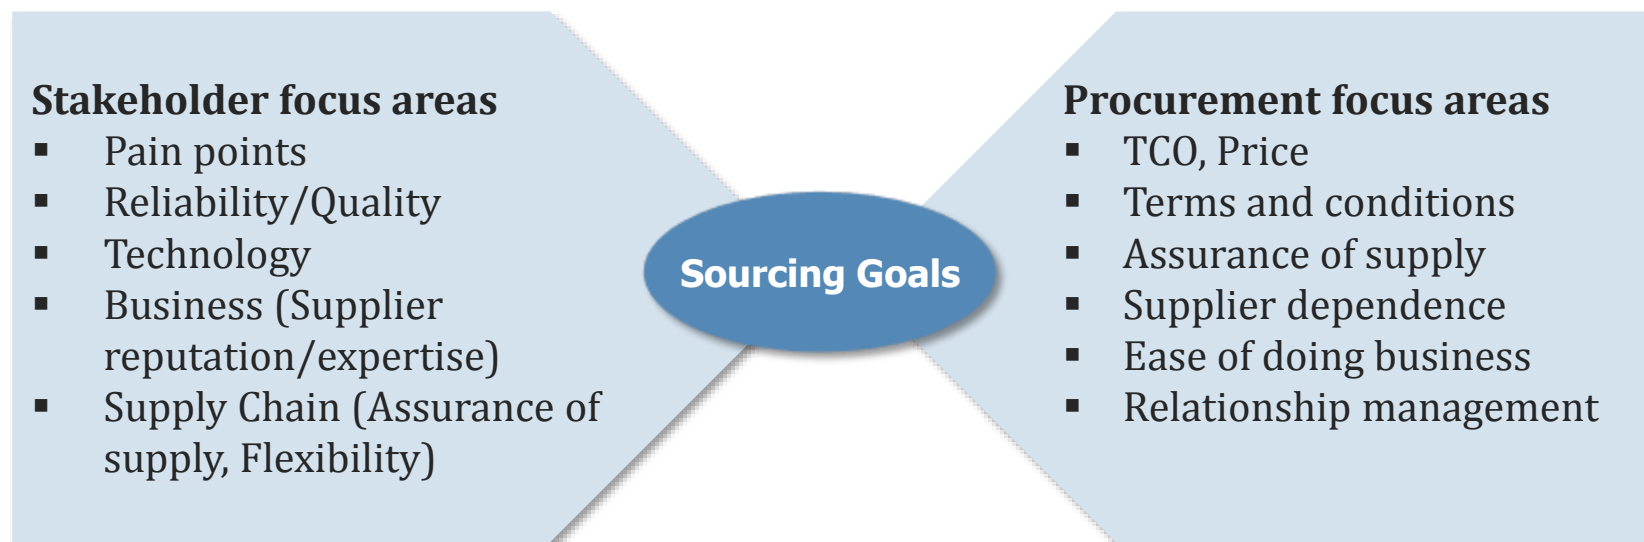 Stakeholder focus areas
▪ Pain points
▪ Reliability/Quality
▪ Technology
▪ Business (Supplier
reputation/expertise)
▪ Supply Chain (Assurance of
supply, Flexibility)
Sourcing Goals
Procurement focus areas
▪ TCO, Price
▪ Terms and conditions
▪ Assurance of supply
▪ Supplier dependence
▪ Ease of doing business
▪ Relationship management